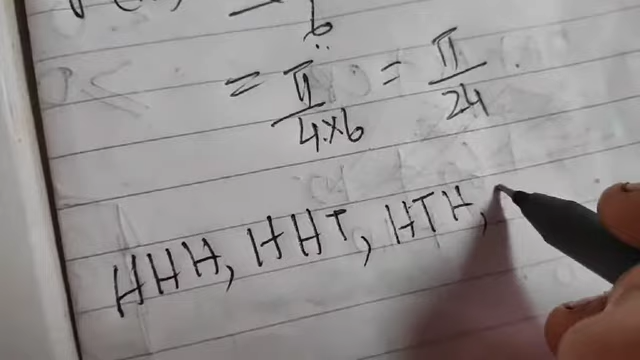 = π/4×6 = π/24.
HHH, HHT, HTH,